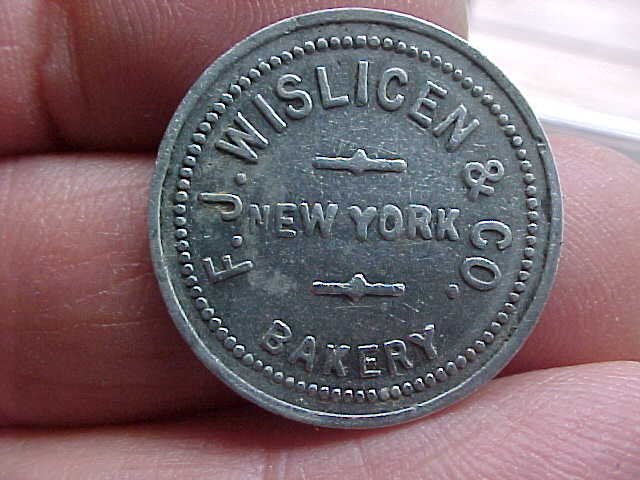 F. J. WISLICEN & CO.
NEW YORK
BAKERY